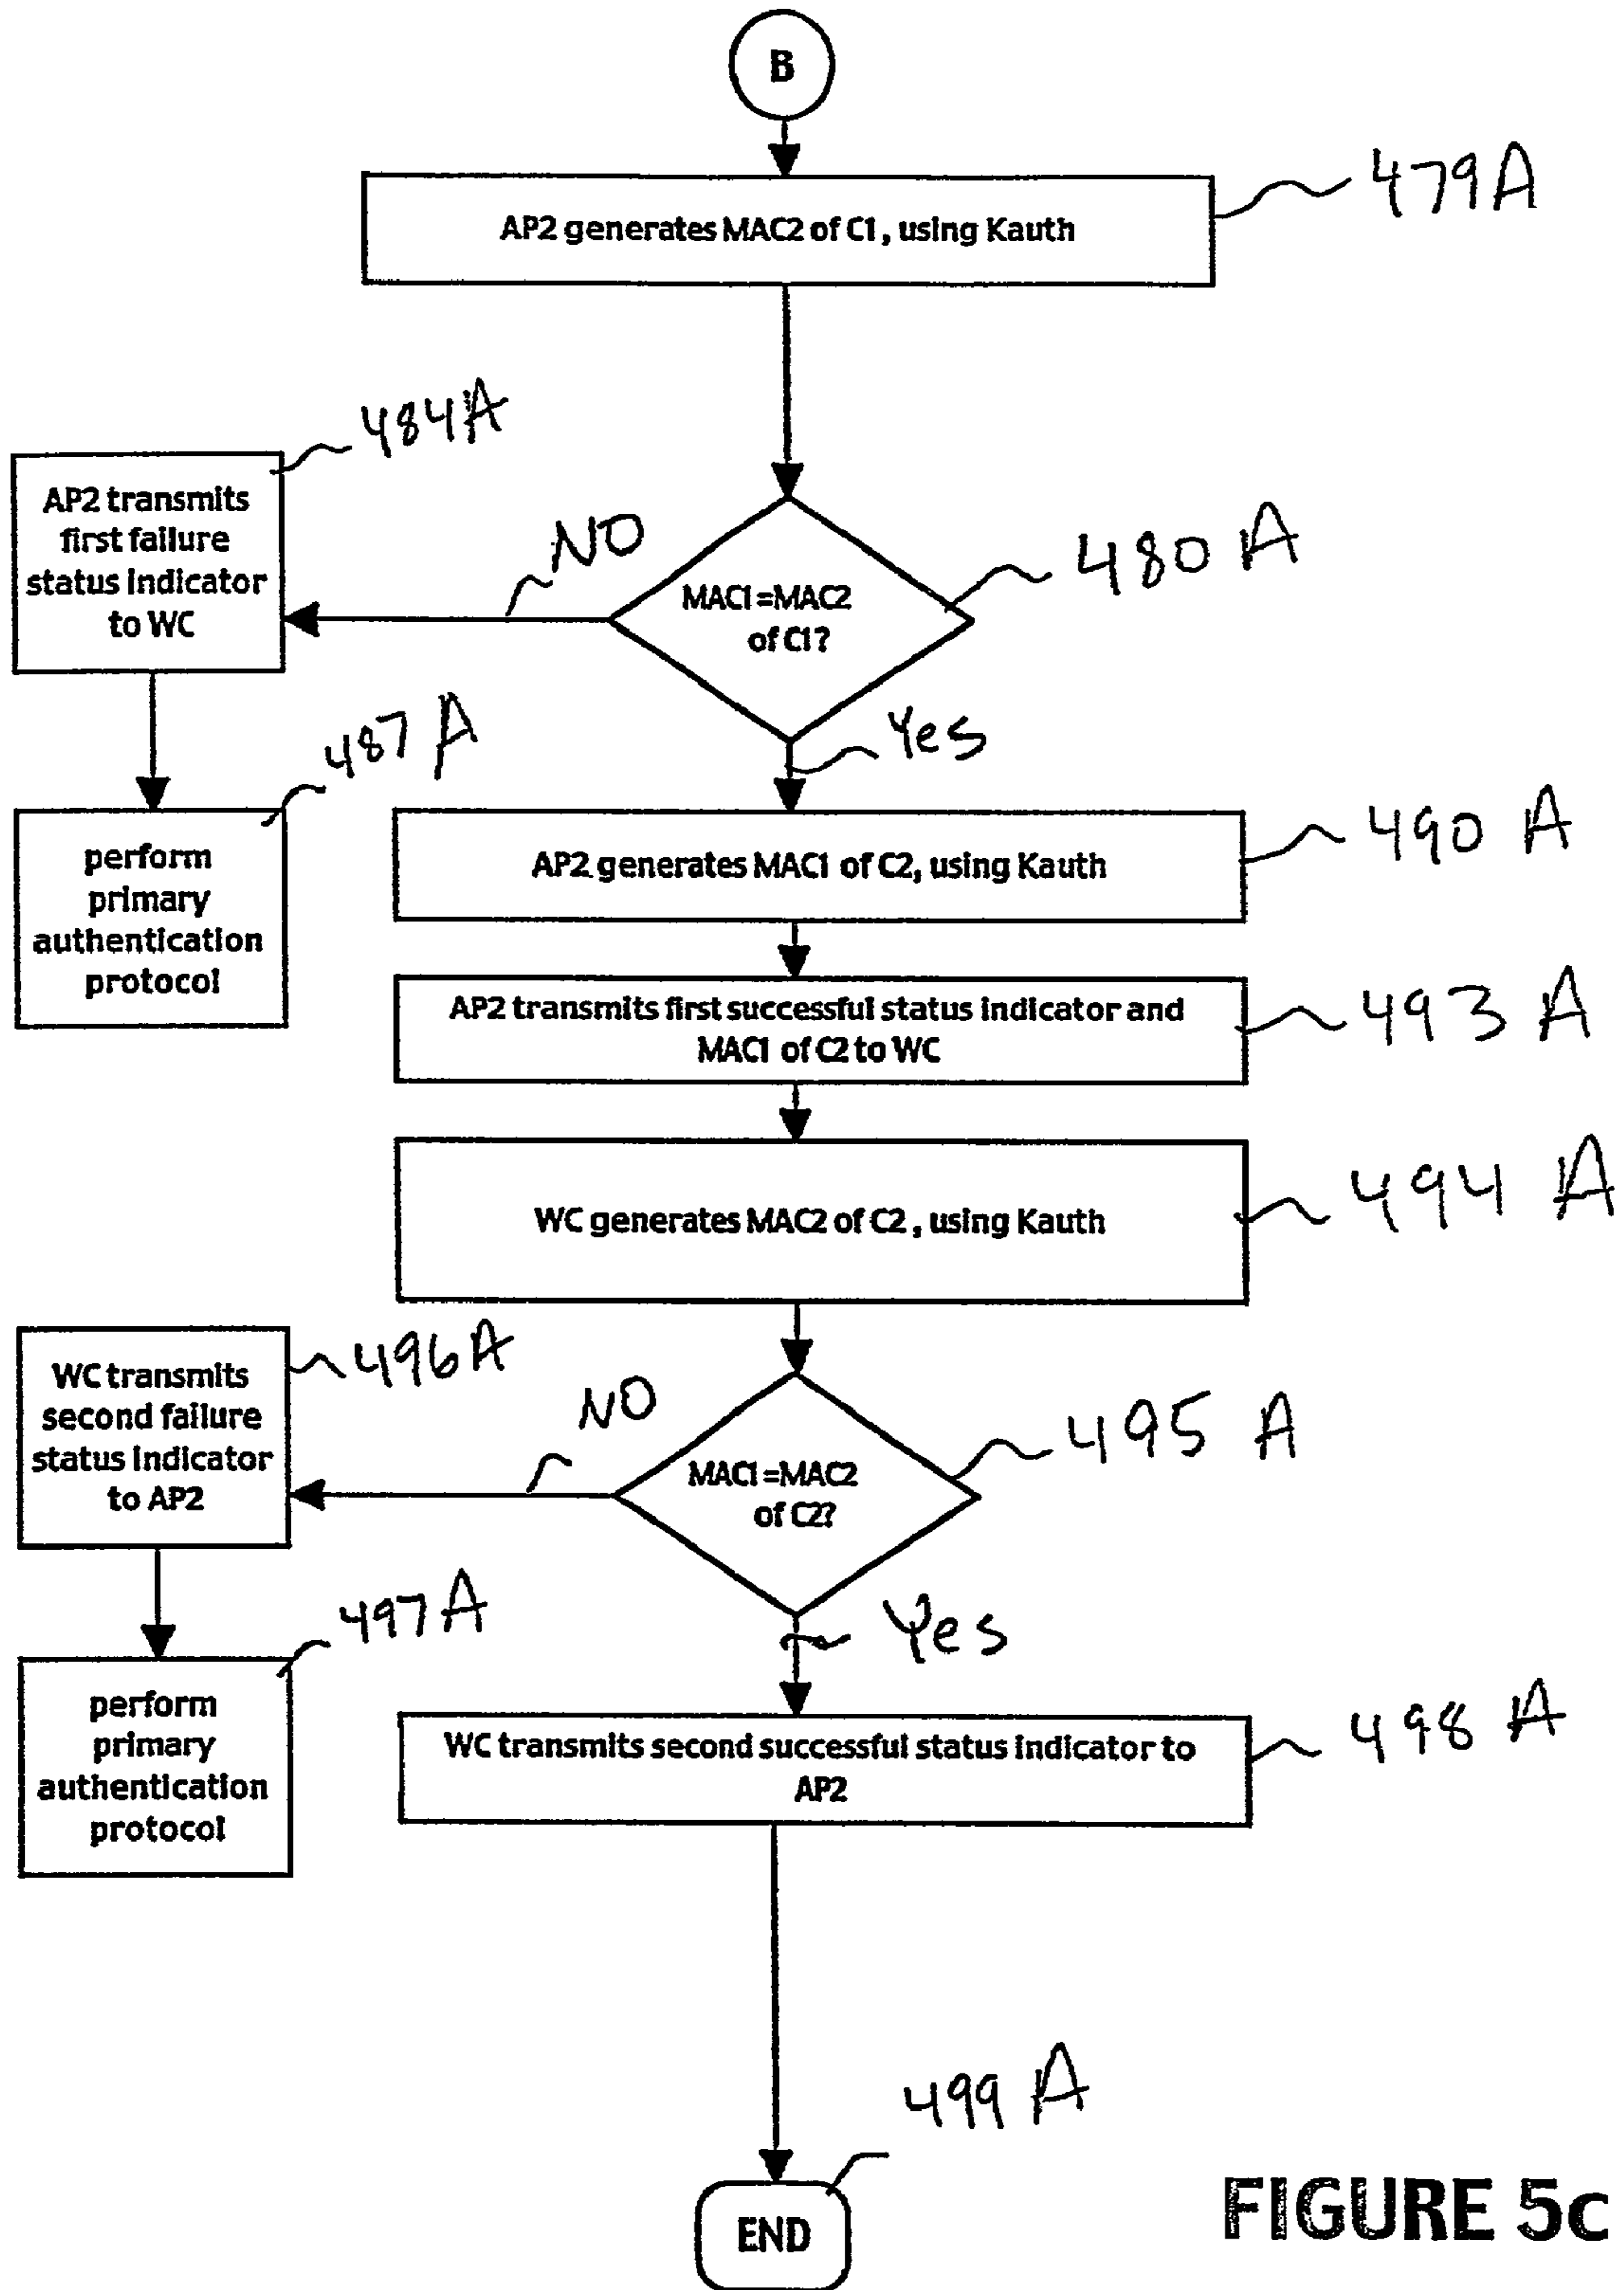 B
AP2 generates MAC2 of C1, using Kauth
479A
484A
AP2 transmits
first failure
status indicator
to WC
NO
MAC1=MAC2
of C1?
480 A
Yes
487 A
perform
primary
authentication
protocol
AP2 generates MAC1 of C2, using Kauth
490 A
AP2 transmits first successful status indicator and
MAC1 of C2 to WC
493 A
WC generates MAC2 of C2, using Kauth
494 A
WC transmits
second failure
status indicator
to AP2
496A
NO
MAC1=MAC2
of C2?
495 A
Yes
497A
perform
primary
authentication
protocol
WC transmits second successful status indicator to
AP2
498 A
499 A
END
FIGURE 5c